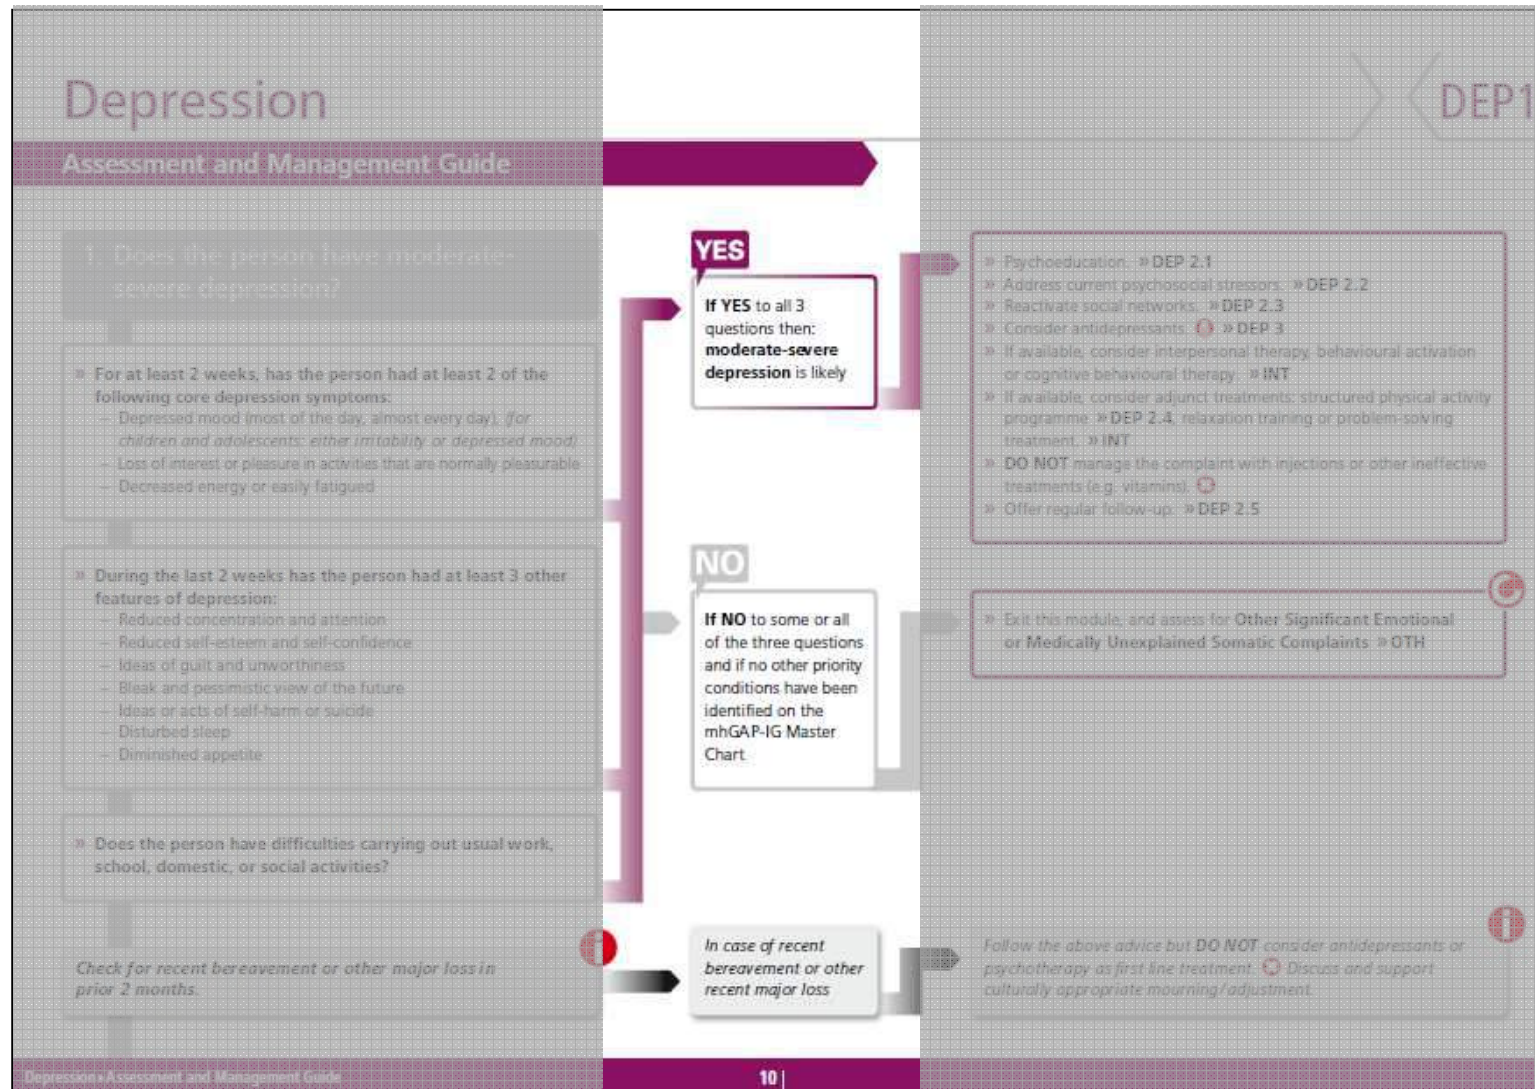 Depression
DEP1
Assessment and Management Guide
1. Does the person have moderate-
severe depression?
» For at least 2 weeks, has the person had at least 2 of the
following core depression symptoms:
– Depressed mood (most of the day, almost every day), (for
children and adolescents: either irritability or depressed mood)
– Loss of interest or pleasure in activities that are normally pleasurable
– Decreased energy or easily fatigued
» During the last 2 weeks has the person had at least 3 other
features of depression:
– Reduced concentration and attention
– Reduced self-esteem and self-confidence
– Ideas of guilt and unworthiness
– Bleak and pessimistic view of the future
– Ideas or acts of self-harm or suicide
– Disturbed sleep
– Diminished appetite
» Does the person have difficulties carrying out usual work,
school, domestic, or social activities?
Check for recent bereavement or other major loss in
prior 2 months.
YES
If YES to all 3
questions then:
moderate-severe
depression is likely
NO
If NO to some or all
of the three questions
and if no other priority
conditions have been
identified on the
mhGAP-IG Master
Chart
In case of recent
bereavement or other
recent major loss
» Psychoeducation. » DEP 2.1
» Address current psychosocial stressors. » DEP 2.2
» Reactivate social networks. » DEP 2.3
» Consider antidepressants. » DEP 3
» If available, consider interpersonal therapy, behavioural activation
or cognitive behavioural therapy. » INT
» If available, consider adjunct treatments: structured physical activity
programme » DEP 2.4, relaxation training or problem-solving
treatment. » INT
» DO NOT manage the complaint with injections or other ineffective
treatments (e.g. vitamins).
» Offer regular follow-up. » DEP 2.5
» Exit this module, and assess for Other Significant Emotional
or Medically Unexplained Somatic Complaints » OTH
Follow the above advice but DO NOT consider antidepressants or
psychotherapy as first line treatment. Discuss and support
culturally appropriate mourning/adjustment.
Depression » Assessment and Management Guide
10 |